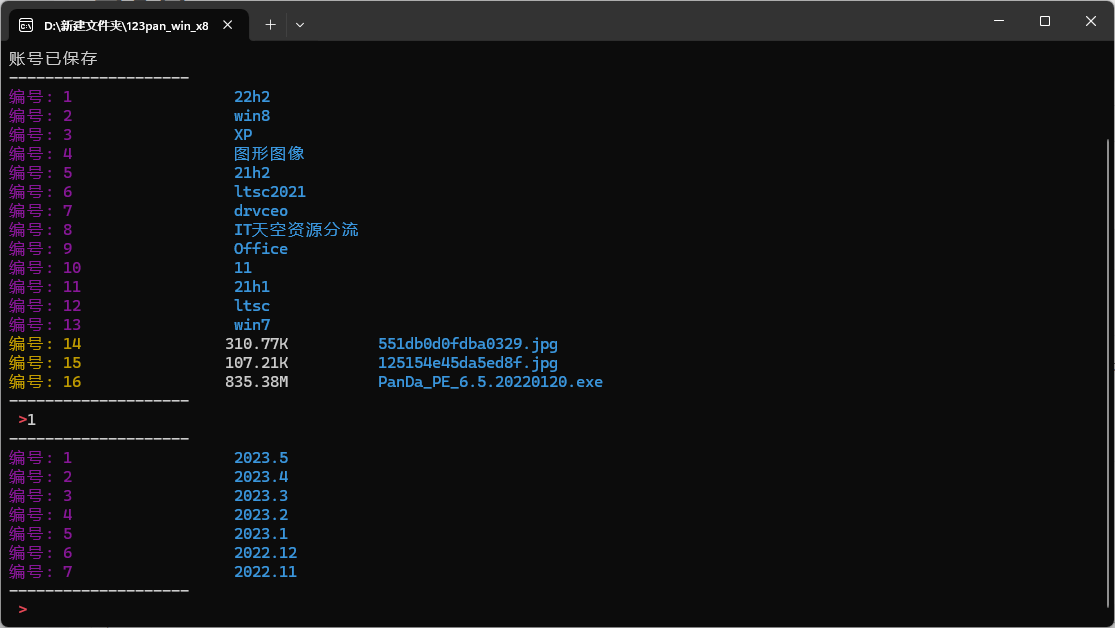 D:\新建文件夹\123pan_win_x8
账号已保存
--------------------
编号: 1 22h2
编号: 2 win8
编号: 3 XP
编号: 4 图形图像
编号: 5 21h2
编号: 6 ltsc2021
编号: 7 drvceo
编号: 8 IT天空资源分流
编号: 9 Office
编号: 10 11
编号: 11 21h1
编号: 12 ltsc
编号: 13 win7
编号: 14 310.77K 551db0d0fdba0329.jpg
编号: 15 107.21K 125154e45da5ed8f.jpg
编号: 16 835.38M PanDa_PE_6.5.20220120.exe
--------------------
>1
--------------------
编号: 1 2023.5
编号: 2 2023.4
编号: 3 2023.3
编号: 4 2023.2
编号: 5 2023.1
编号: 6 2022.12
编号: 7 2022.11
--------------------
>